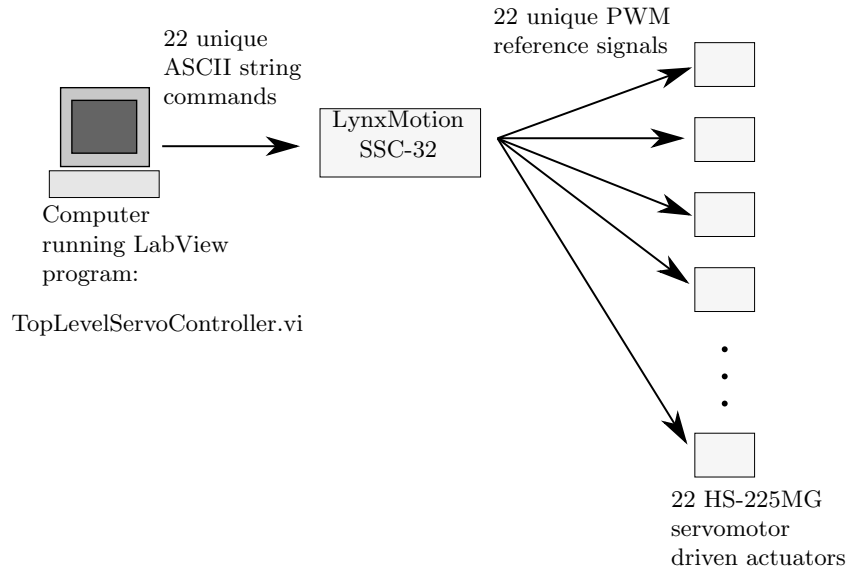 22 unique
ASCII string
commands
22 unique PWM
reference signals
LynxMotion
SSC-32
Computer
running LabView
program:
TopLevelServoController.vi
22 HS-225MG
servomotor
driven actuators